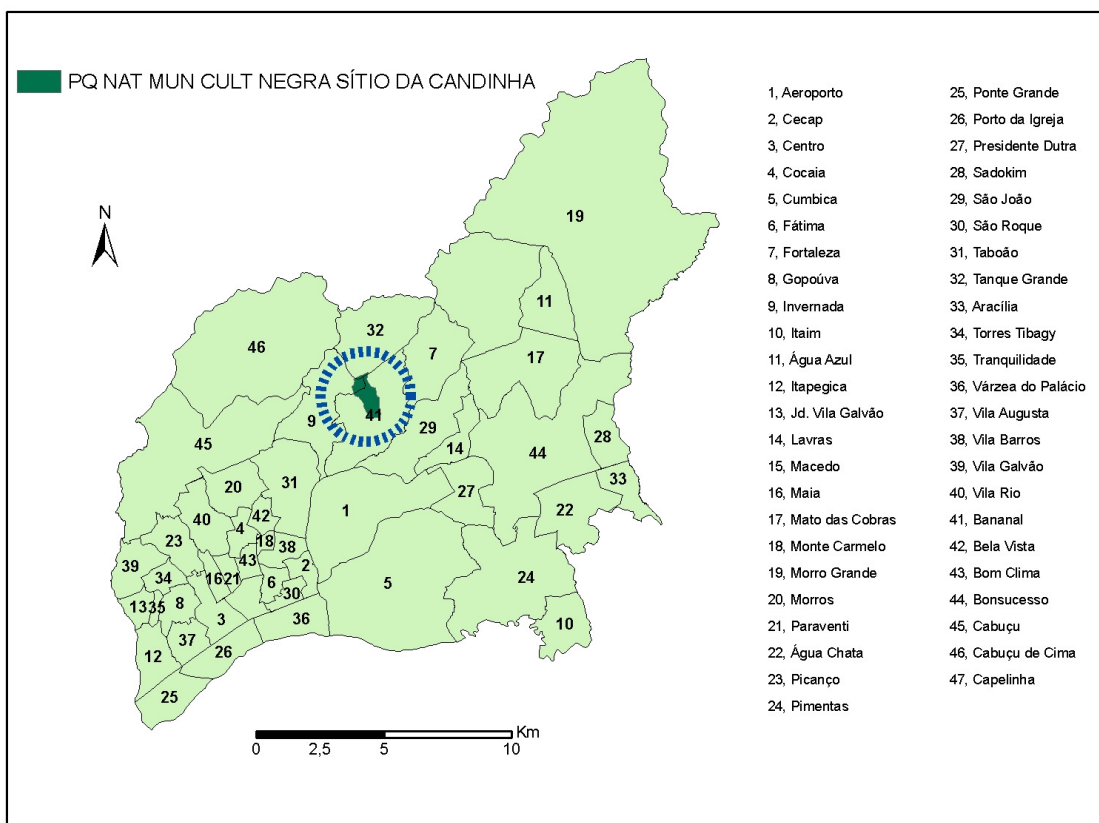 PQ NAT MUN CULT NEGRA SÍTIO DA CANDINHA
N
19
11
32
46
7
17
41
9
29
45
28
14
44
20
31
33
27
1
22
42
40
4
18
23
38
43
39
2
16
21
34
6
5
24
30
13
35
8
3
36
10
37
12
26
25
Km
0
2,5
5
10
1, Aeroporto
2, Cecap
3, Centro
4, Cocaia
5, Cumbica
6, Fátima
7, Fortaleza
8, Gopoúva
9, Invernada
10, Itaim
11, Água Azul
12, Itapegica
13, Jd. Vila Galvão
14, Lavras
15, Macedo
16, Maia
17, Mato das Cobras
18, Monte Carmelo
19, Morro Grande
20, Morros
21, Paraventi
22, Água Chata
23, Picanço
24, Pimentas
25, Ponte Grande
26, Porto da Igreja
27, Presidente Dutra
28, Sadokim
29, São João
30, São Roque
31, Taboão
32, Tanque Grande
33, Aracília
34, Torres Tibagy
35, Tranquilidade
36, Várzea do Palácio
37, Vila Augusta
38, Vila Barros
39, Vila Galvão
40, Vila Rio
41, Bananal
42, Bela Vista
43, Bom Clima
44, Bonsucesso
45, Cabuçu
46, Cabuçu de Cima
47, Capelinha